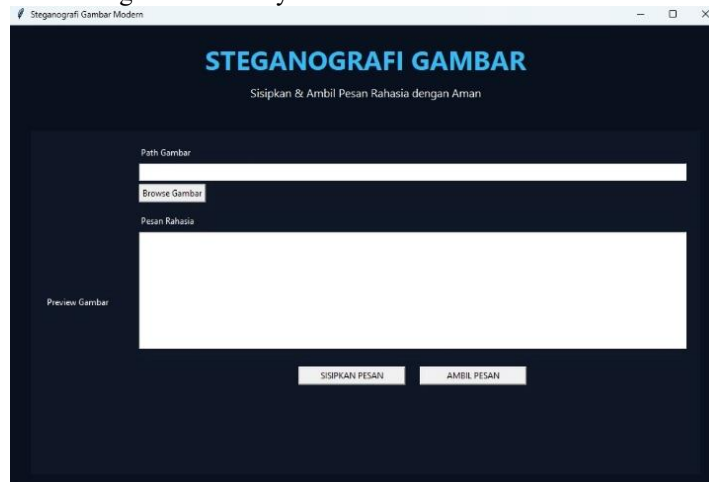 Steganografi Gambar Modern
STEGANOGRAFI GAMBAR
Sisipkan & Ambil Pesan Rahasia dengan Aman
Path Gambar
Browse Gambar
Pesan Rahasia
Preview Gambar
SISIPKAN PESAN
AMBIL PESAN